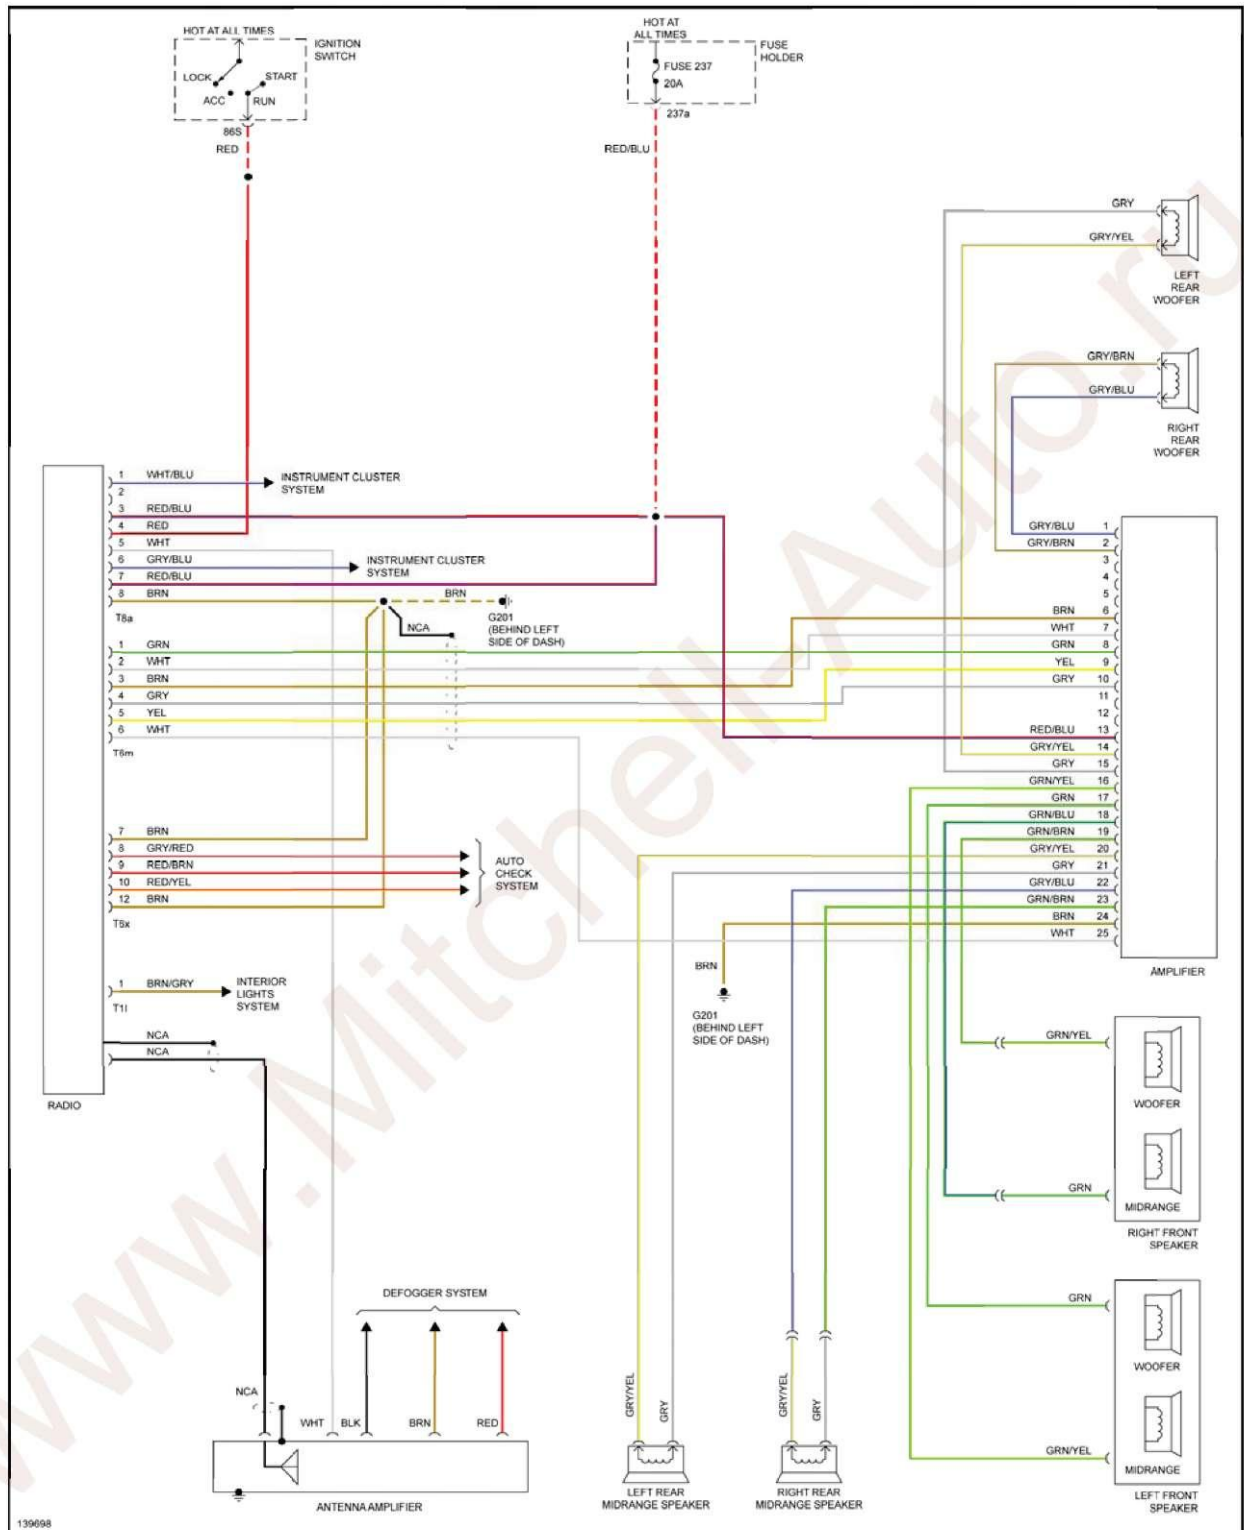 HOT AT ALL TIMES
IGNITION
SWITCH
LOCK
START
ACC
RUN
86S
RED
HOT AT
ALL TIMES
FUSE
HOLDER
FUSE 237
20A
237a
RED/BLU
GRY
GRY/YEL
LEFT
REAR
WOOFER
GRY/BRN
GRY/BLU
RIGHT
REAR
WOOFER
1 WHT/BLU
INSTRUMENT CLUSTER
SYSTEM
2
3 RED/BLU
4 RED
5 WHT
6 GRY/BLU
INSTRUMENT CLUSTER
SYSTEM
7 RED/BLU
8 BRN
BRN
T8a
G201
(BEHIND LEFT
SIDE OF DASH)
NCA
1 GRN
2 WHT
3 BRN
4 GRY
5 YEL
6 WHT
T6m
7 BRN
8 GRY/RED
9 RED/BRN
10 RED/YEL
12 BRN
T6x
AUTO
CHECK
SYSTEM
1 BRN/GRY
INTERIOR
LIGHTS
SYSTEM
T1l
NCA
NCA
RADIO
GRY/BLU 1
GRY/BRN 2
3
4
5
BRN 6
WHT 7
GRN 8
YEL 9
GRY 10
11
12
RED/BLU 13
GRY/YEL 14
GRY 15
GRN/YEL 16
GRN 17
GRN/BLU 18
GRN/BRN 19
GRY/YEL 20
GRY 21
GRY/BLU 22
GRN/BRN 23
BRN 24
WHT 25
AMPLIFIER
BRN
G201
(BEHIND LEFT
SIDE OF DASH)
GRN/YEL
WOOFER
GRN
MIDRANGE
RIGHT FRONT
SPEAKER
GRN
WOOFER
GRN/YEL
MIDRANGE
LEFT FRONT
SPEAKER
DEFOGGER SYSTEM
NCA
WHT
BLK
BRN
RED
ANTENNA AMPLIFIER
GRY/YEL
GRY
LEFT REAR
MIDRANGE SPEAKER
GRY/YEL
GRY
RIGHT REAR
MIDRANGE SPEAKER
139698
www.Mitchell-Auto.ru